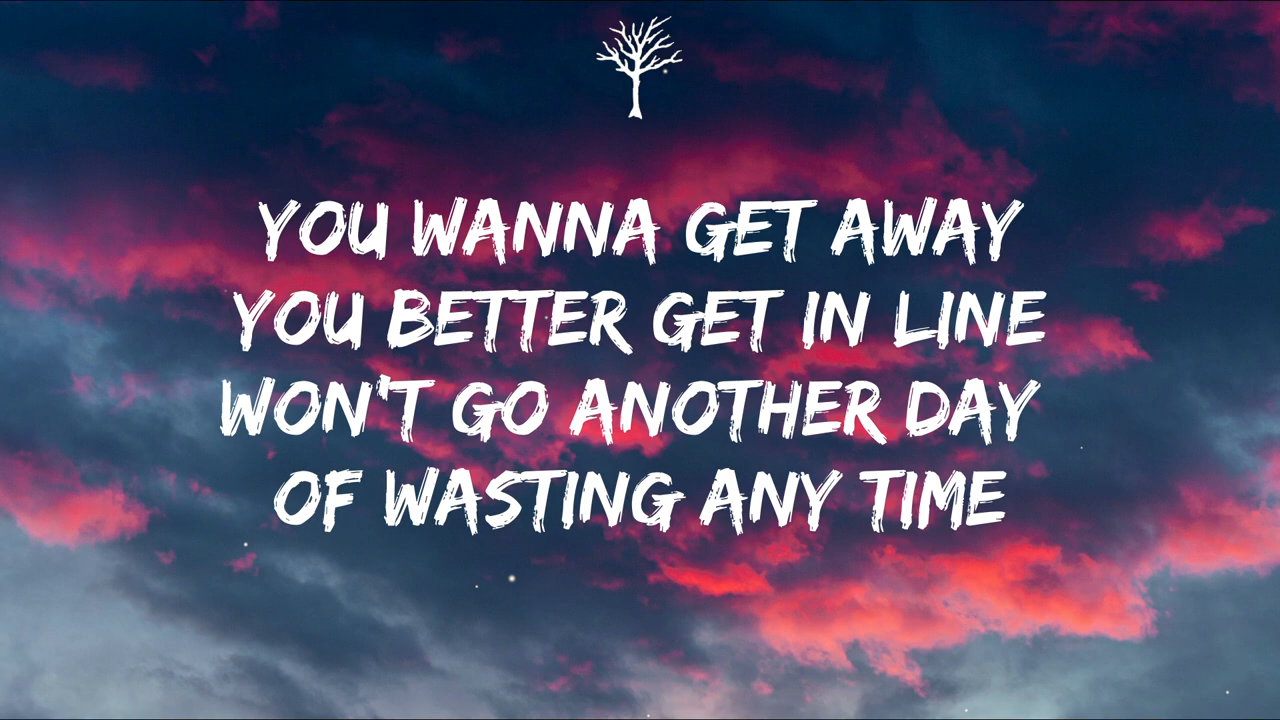 YOU WANNA GET AWAY
YOU BETTER GET IN LINE
WON'T GO ANOTHER DAY
OF WASTING ANY TIME